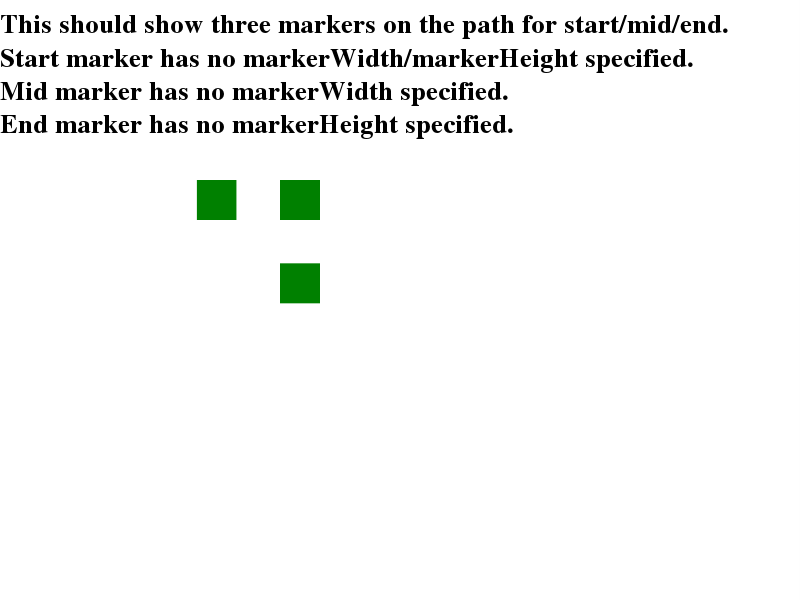 This should show three markers on the path for start/mid/end.
Start marker has no markerWidth/markerHeight specified.
Mid marker has no markerWidth specified.
End marker has no markerHeight specified.